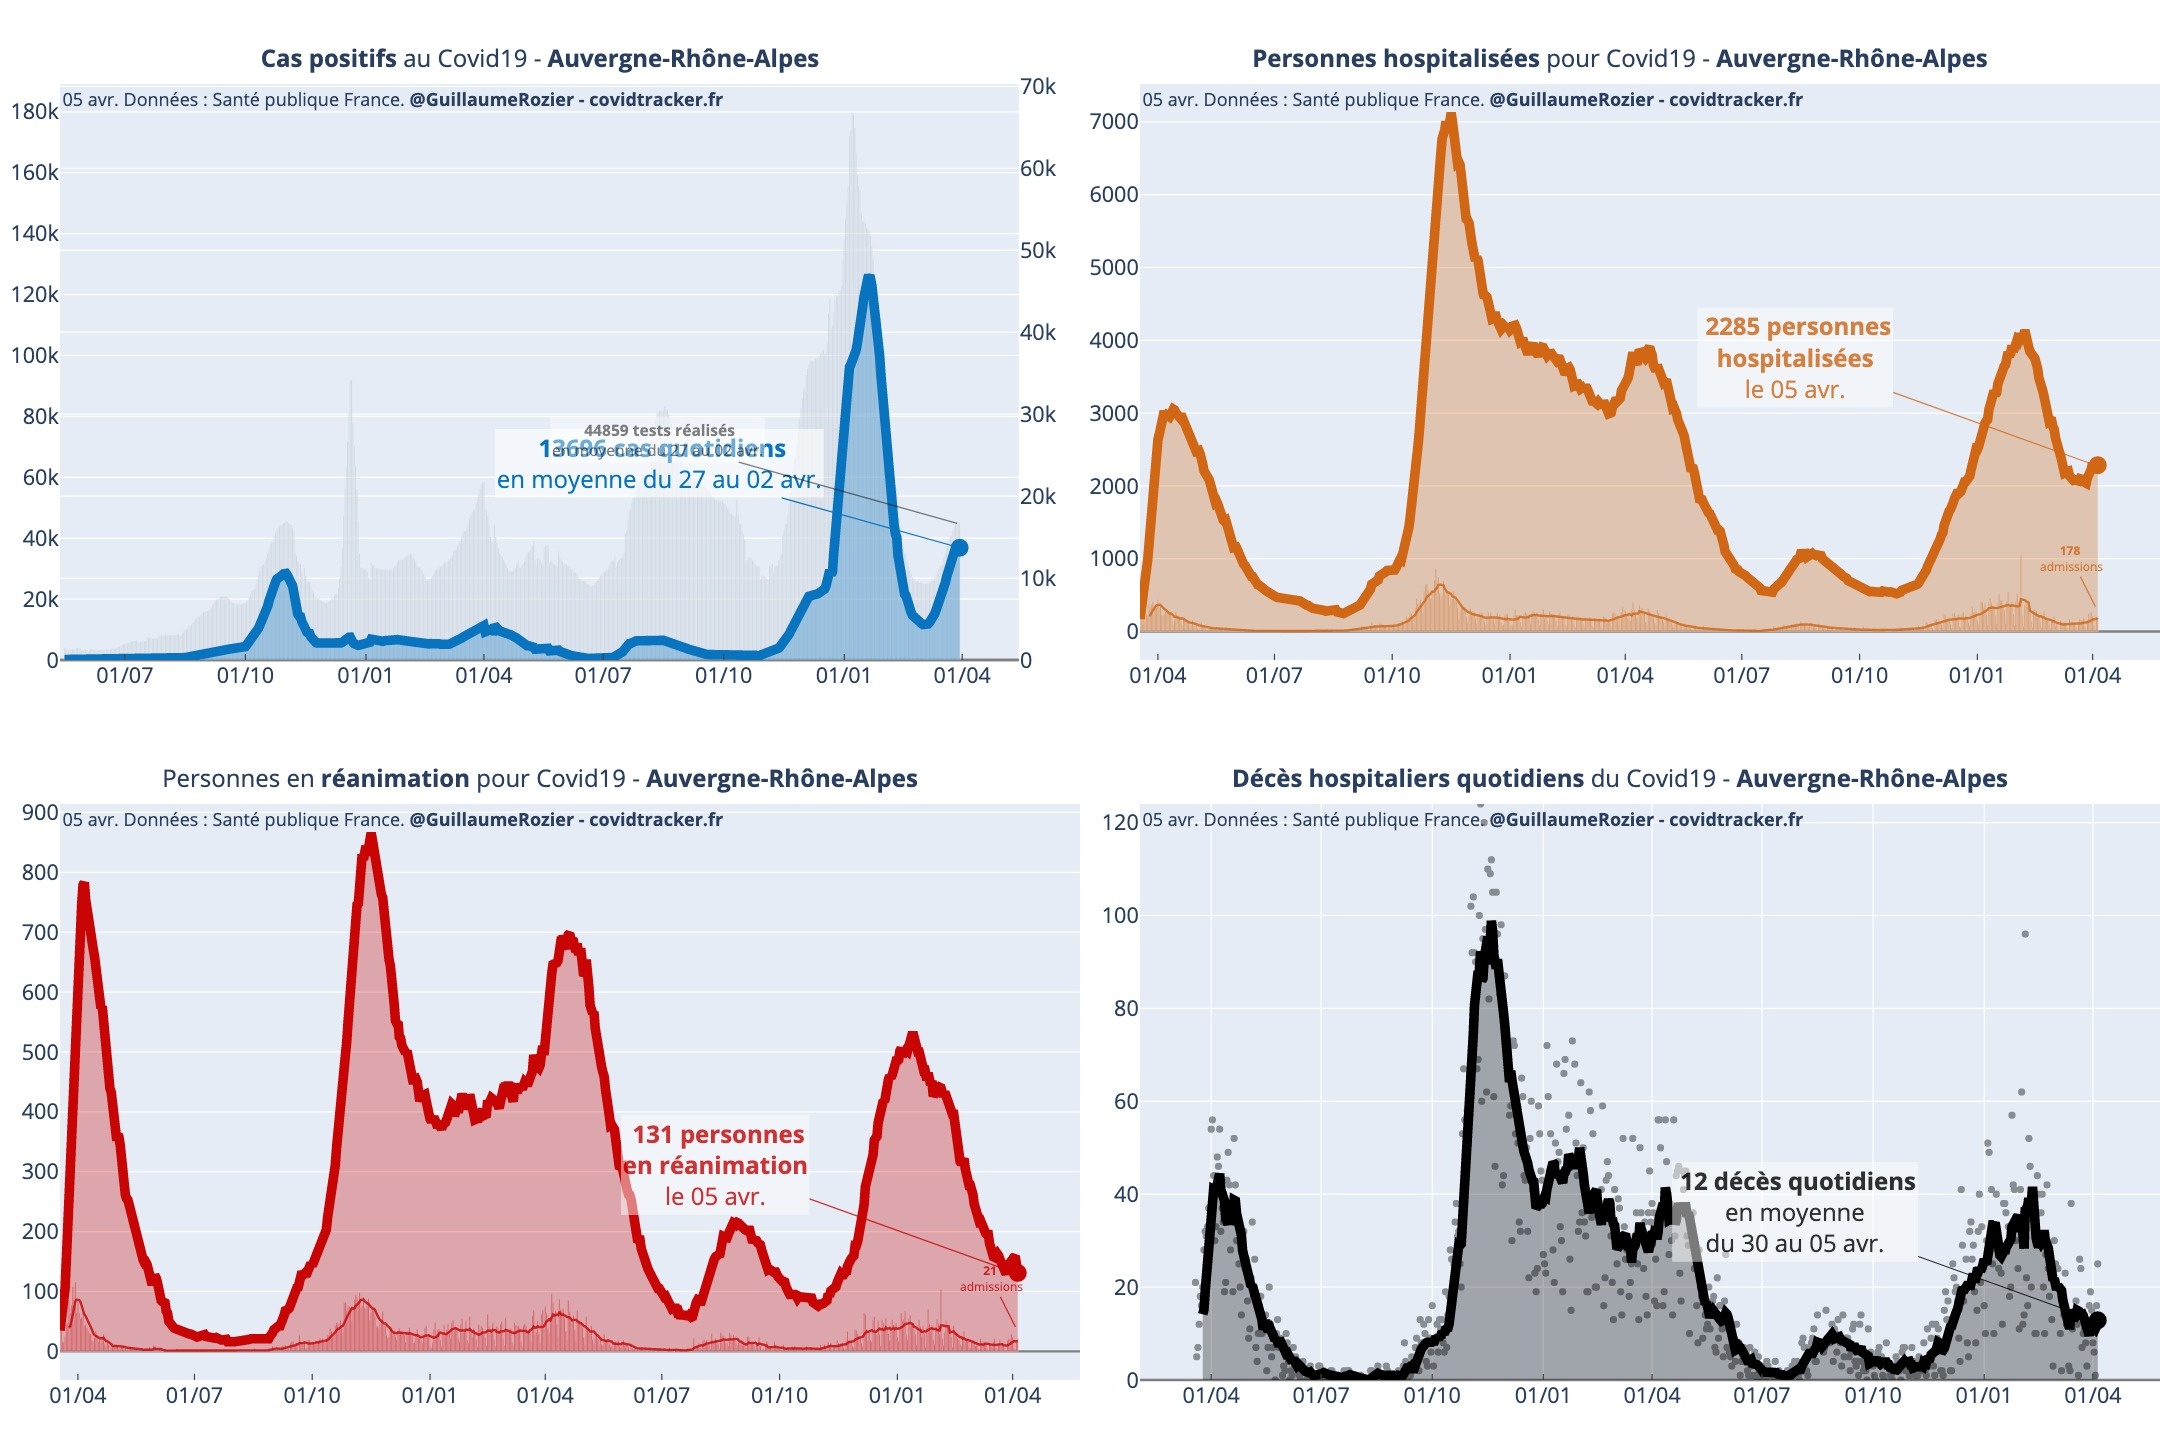 Cas positifs au Covid19 - Auvergne-Rhône-Alpes
05 avr. Données : Santé publique France. @GuillaumeRozier - covidtracker.fr
180k
160k
140k
120k
100k
80k
60k
40k
20k
0
70k
60k
50k
40k
30k
20k
10k
0
44859 tests réalisés
en moyenne du 27 au 02 avr.
13696 cas quotidiens
en moyenne du 27 au 02 avr.
01/07 01/10 01/01 01/04 01/07 01/10 01/01 01/04
Personnes hospitalisées pour Covid19 - Auvergne-Rhône-Alpes
05 avr. Données : Santé publique France. @GuillaumeRozier - covidtracker.fr
7000
6000
5000
4000
3000
2000
1000
0
2285 personnes
hospitalisées
le 05 avr.
178
admissions
01/04 01/07 01/10 01/01 01/04 01/07 01/10 01/01 01/04
Personnes en réanimation pour Covid19 - Auvergne-Rhône-Alpes
05 avr. Données : Santé publique France. @GuillaumeRozier - covidtracker.fr
900
800
700
600
500
400
300
200
100
0
131 personnes
en réanimation
le 05 avr.
21
admissions
01/04 01/07 01/10 01/01 01/04 01/07 01/10 01/01 01/04
Décès hospitaliers quotidiens du Covid19 - Auvergne-Rhône-Alpes
05 avr. Données : Santé publique France. @GuillaumeRozier - covidtracker.fr
120
100
80
60
40
20
0
12 décès quotidiens
en moyenne
du 30 au 05 avr.
01/04 01/07 01/10 01/01 01/04 01/07 01/10 01/01 01/04